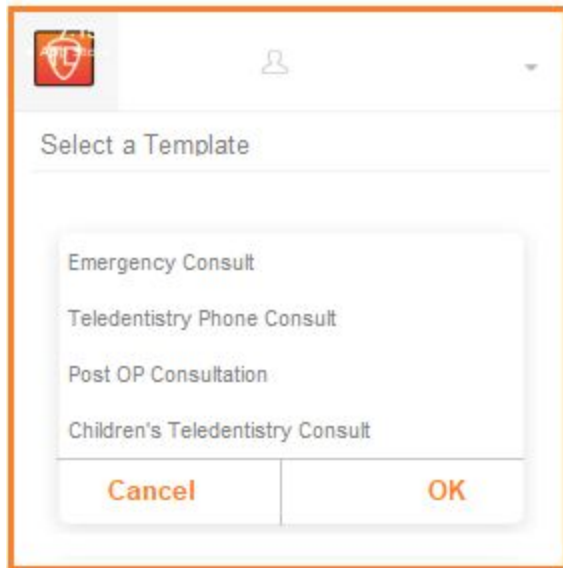 Select a Template
Emergency Consult
Teledentistry Phone Consult
Post OP Consultation
Children's Teledentistry Consult
Cancel
OK